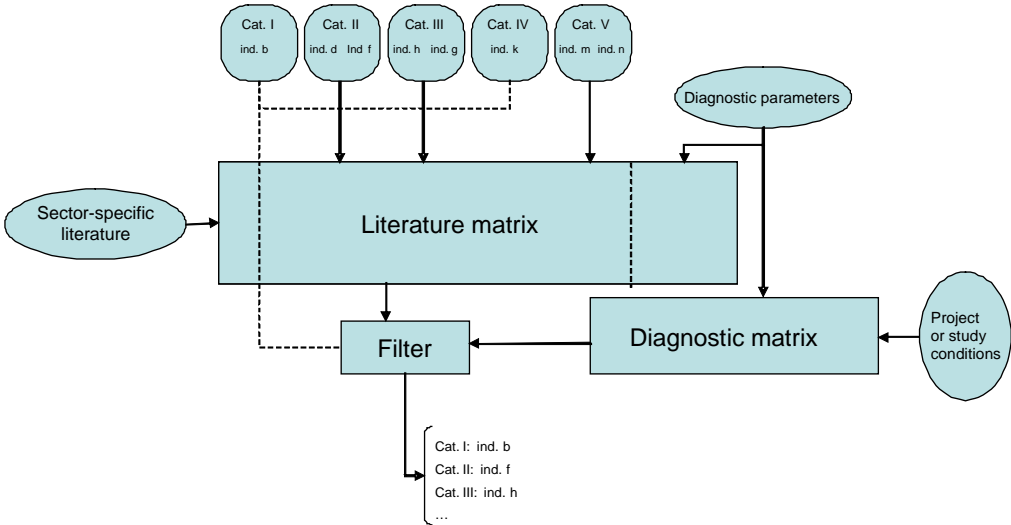 Cat. I
ind. b
Cat. II
ind. d Ind f
Cat. III
ind. h ind. g
Cat. IV
ind. k
Cat. V
ind. m ind. n
Diagnostic parameters
Sector-specific
literature
Literature matrix
Filter
Diagnostic matrix
Project
or study
conditions
Cat. I: ind. b
Cat. II: ind. f
Cat. III: ind. h
…